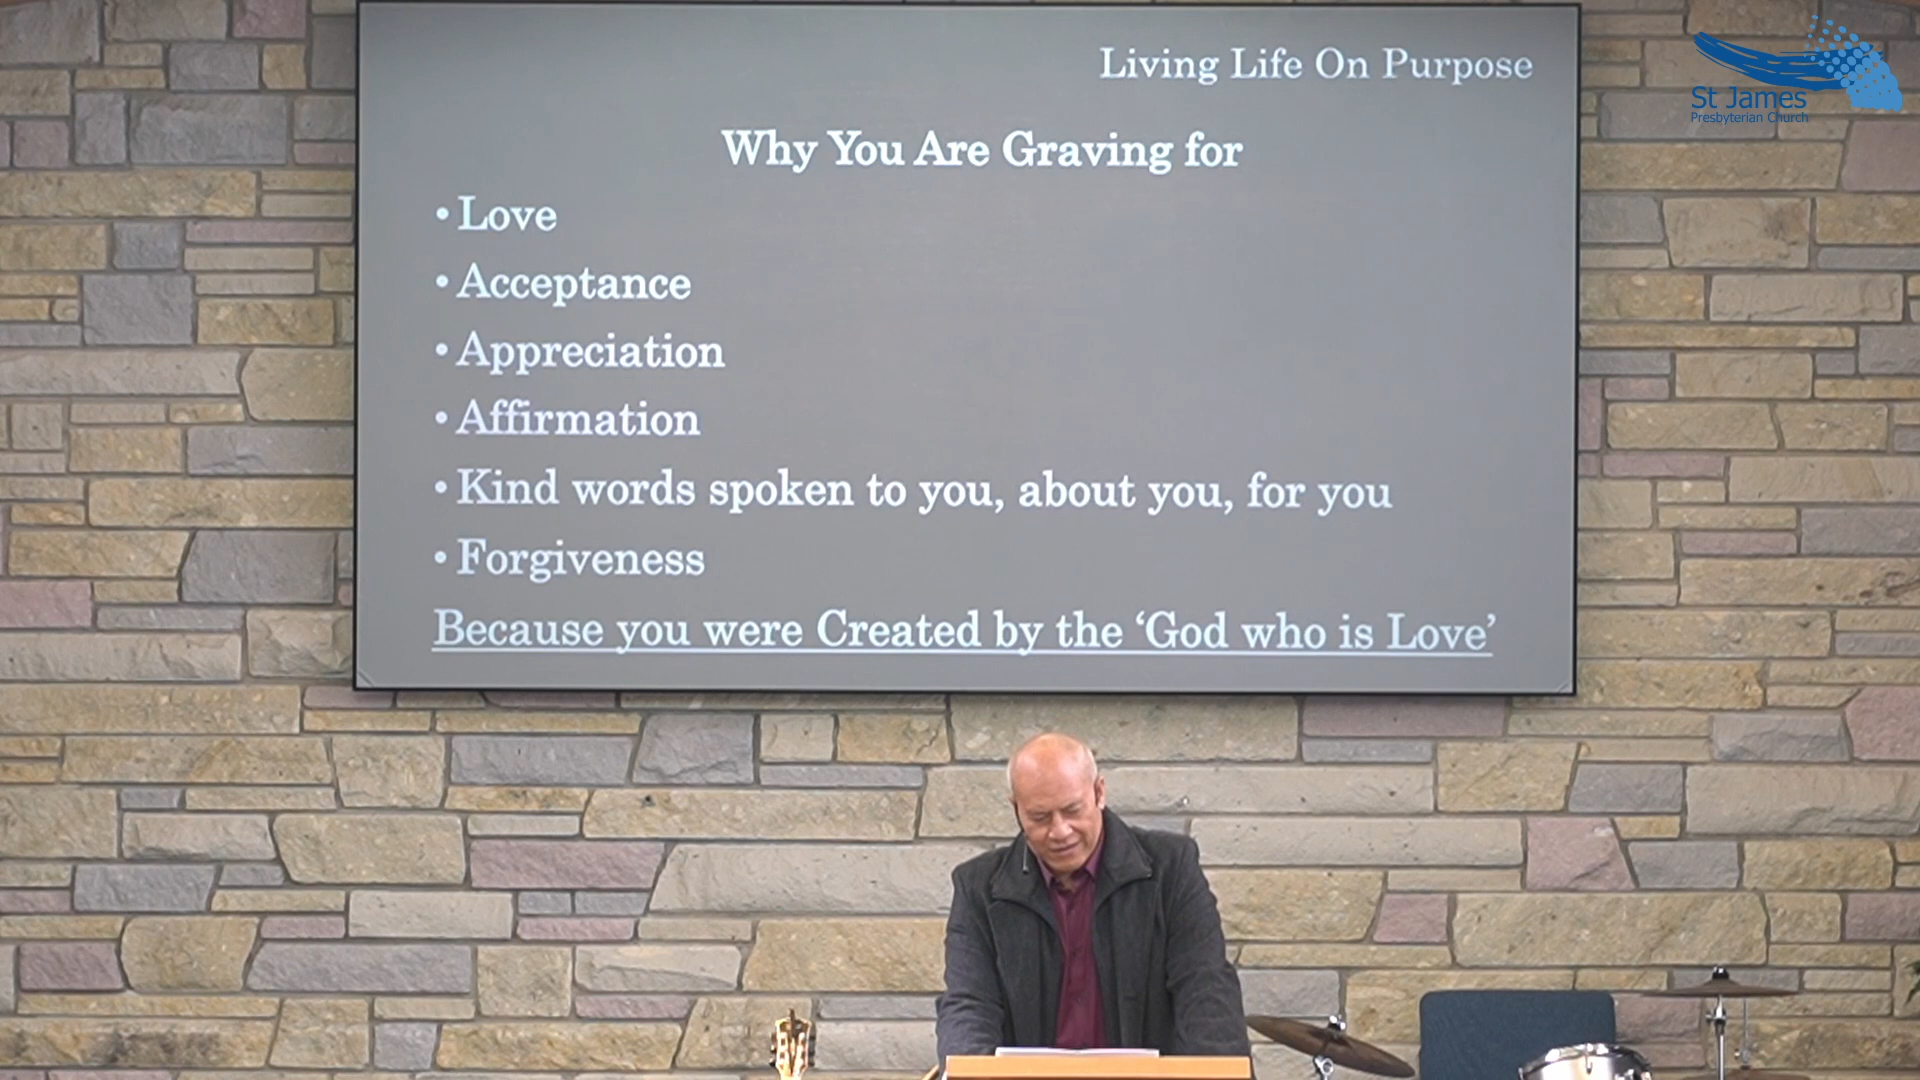 Living Life On Purpose
St James
Presbyterian Church
Why You Are Graving for
• Love
• Acceptance
• Appreciation
• Affirmation
• Kind words spoken to you, about you, for you
• Forgiveness
Because you were Created by the ‘God who is Love’